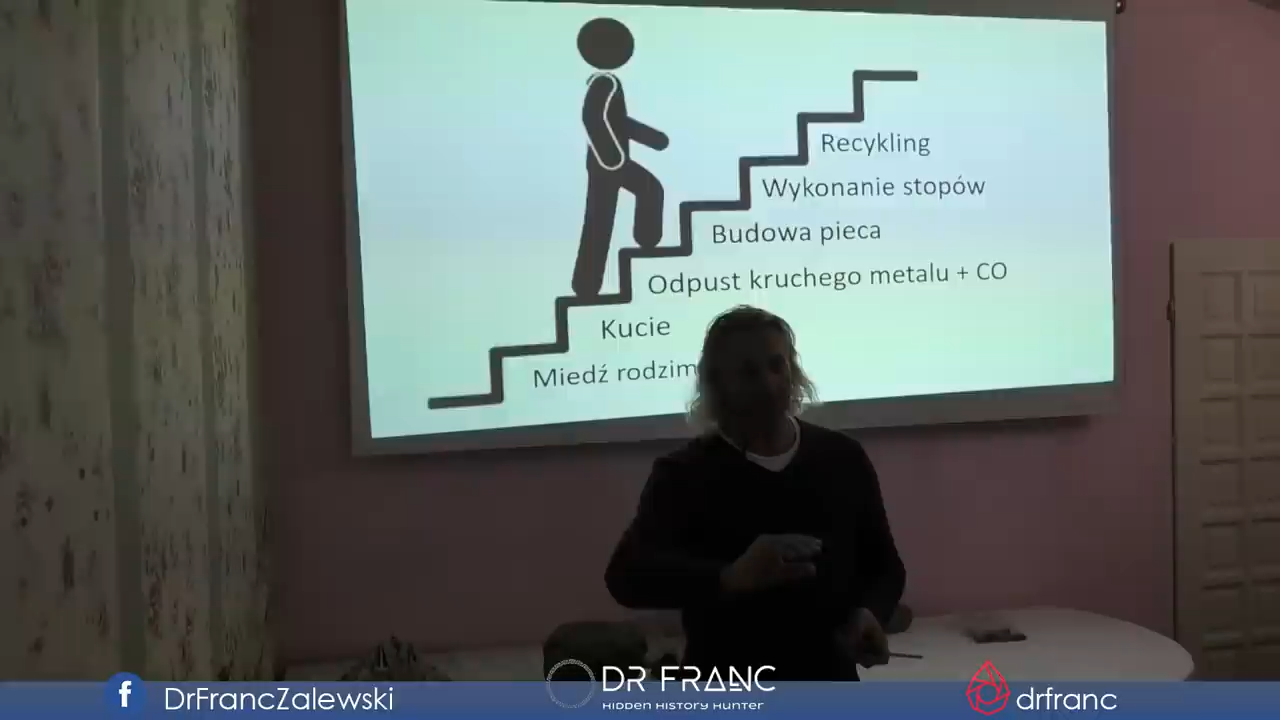 Recykling
Wykonanie stopów
Budowa pieca
Odpust kruchego metalu + CO
Kucie
Miedź rodzim
f DrFrancZalewski
DR FRANC
HIDDEN HISTORY HUNTER
drfranc